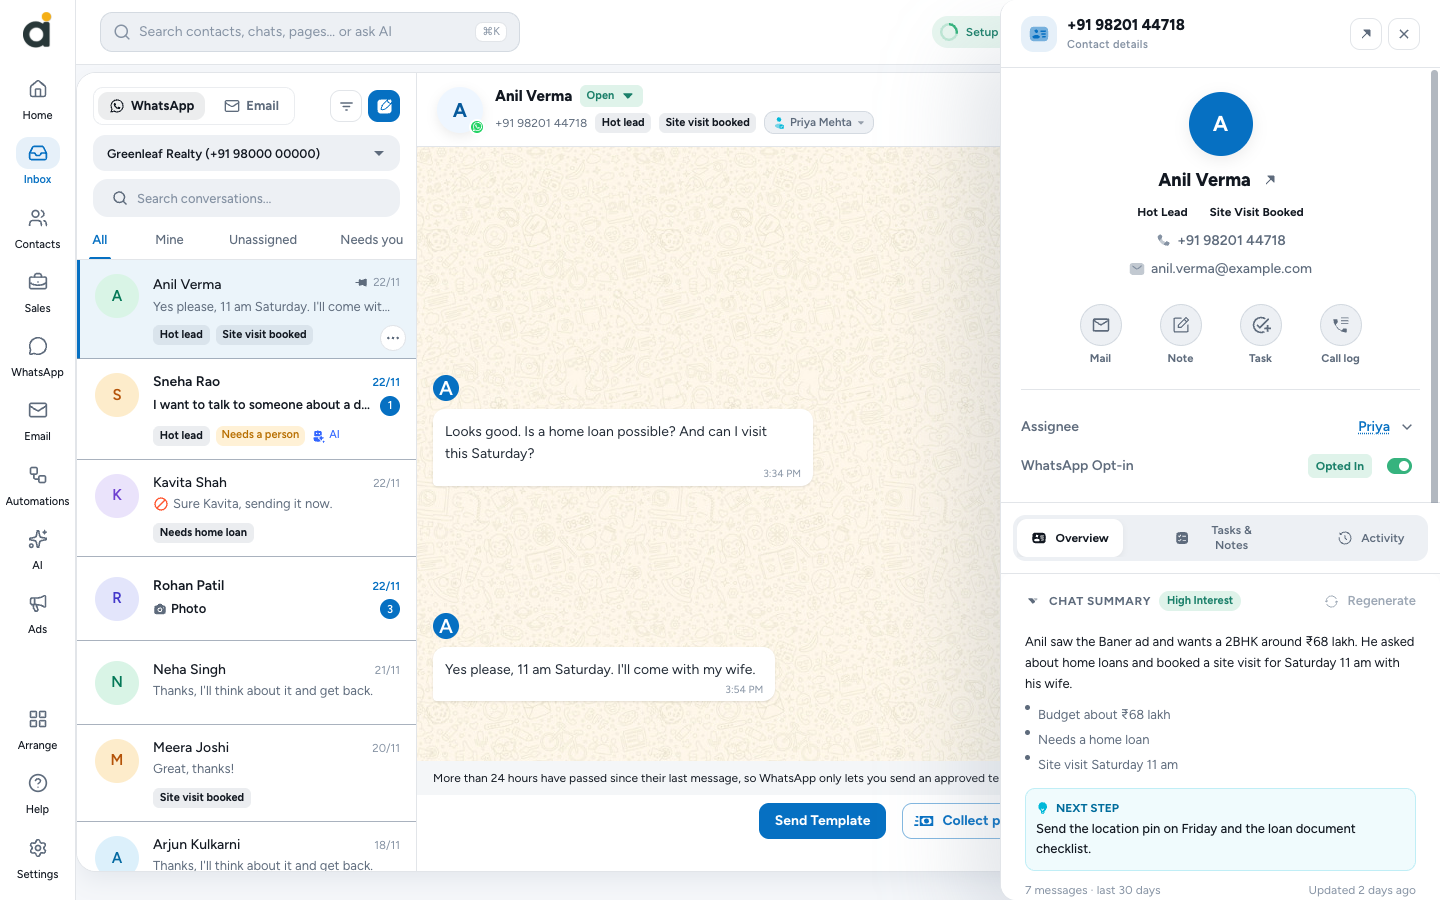 Search contacts, chats, pages... or ask AI
⌘K
Setup
Home
Inbox
Contacts
Sales
WhatsApp
Email
Automations
AI
Ads
Arrange
Help
Settings
WhatsApp
Email
Greenleaf Realty (+91 98000 00000)
Search conversations...
All
Mine
Unassigned
Needs you
A
Anil Verma
22/11
Yes please, 11 am Saturday. I'll come wit...
Hot lead
Site visit booked
S
Sneha Rao
22/11
I want to talk to someone about a d...
1
Hot lead
Needs a person
AI
K
Kavita Shah
22/11
Sure Kavita, sending it now.
Needs home loan
R
Rohan Patil
22/11
Photo
3
N
Neha Singh
21/11
Thanks, I'll think about it and get back.
M
Meera Joshi
20/11
Great, thanks!
Site visit booked
A
Arjun Kulkarni
18/11
Thanks, I'll think about it and get back.
A
Anil Verma
Open
+91 98201 44718
Hot lead
Site visit booked
Priya Mehta
A
Looks good. Is a home loan possible? And can I visit
this Saturday?
3:34 PM
A
Yes please, 11 am Saturday. I'll come with my wife.
3:54 PM
More than 24 hours have passed since their last message, so WhatsApp only lets you send an approved te
Send Template
Collect p
+91 98201 44718
Contact details
A
Anil Verma
Hot Lead
Site Visit Booked
+91 98201 44718
anil.verma@example.com
Mail
Note
Task
Call log
Assignee
Priya
WhatsApp Opt-in
Opted In
Overview
Tasks &
Notes
Activity
CHAT SUMMARY
High Interest
Regenerate
Anil saw the Baner ad and wants a 2BHK around ₹68 lakh. He asked
about home loans and booked a site visit for Saturday 11 am with
his wife.
• Budget about ₹68 lakh
• Needs a home loan
• Site visit Saturday 11 am
NEXT STEP
Send the location pin on Friday and the loan document
checklist.
7 messages · last 30 days
Updated 2 days ago